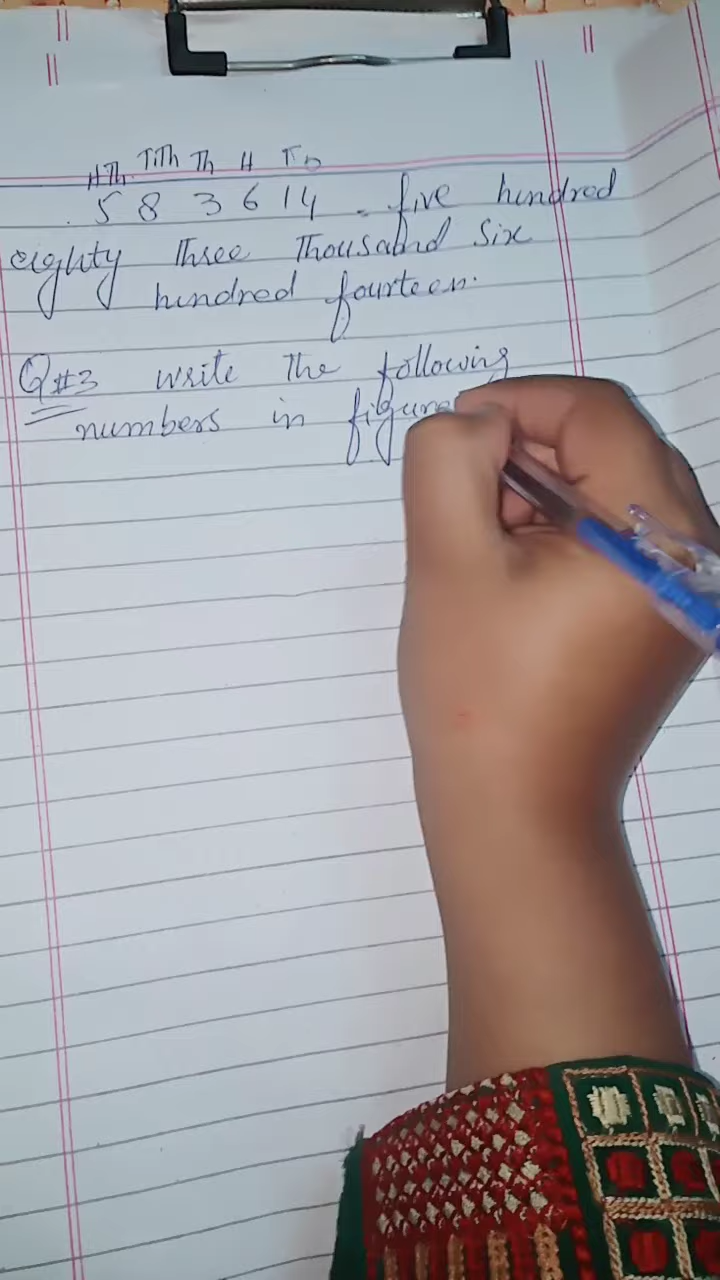 HTh TTh Th H T O
5 8 3 6 1 4 - five hundred
eighty three thousand six
hundred fourteen.
Q#3 write the following
numbers in figure